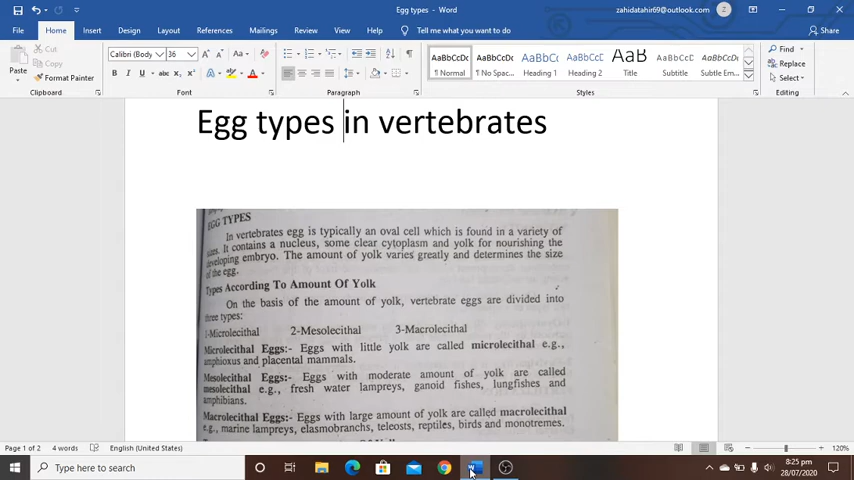 Egg types - Word
zahidatahir69@outlook.com
Z
File Home Insert Design Layout References Mailings Review View Help Tell me what you want to do Share
Paste
Cut
Copy
Format Painter
Clipboard
Calibri (Body) 36
Font
Paragraph
AaBbCcDc AaBbCcDc AaBbCc AaBbCcC AaB AaBbCcC AaBbCcDc
¶ Normal ¶ No Spac... Heading 1 Heading 2 Title Subtitle Subtle Em...
Styles
Find
Replace
Select
Editing
Egg types in vertebrates
EGG TYPES
In vertebrates egg is typically an oval cell which is found in a variety of
sizes. It contains a nucleus, some clear cytoplasm and yolk for nourishing the
developing embryo. The amount of yolk varies greatly and determines the size
of the egg.
Types According To Amount Of Yolk
On the basis of the amount of yolk, vertebrate eggs are divided into
three types:
1-Microlecithal 2-Mesolecithal 3-Macrolecithal
Microlecithal Eggs:- Eggs with little yolk are called microlecithal e.g.,
amphioxus and placental mammals.
Mesolecithal Eggs:- Eggs with moderate amount of yolk are called
mesolecithal e.g., fresh water lampreys, ganoid fishes, lungfishes and
amphibians.
Macrolecithal Eggs:- Eggs with large amount of yolk are called macrolecithal
e.g., marine lampreys, elasmobranchs, teleosts, reptiles, birds and monotremes.
Page 1 of 2 4 words English (United States) 120%
Type here to search
8:25 pm
28/07/2020